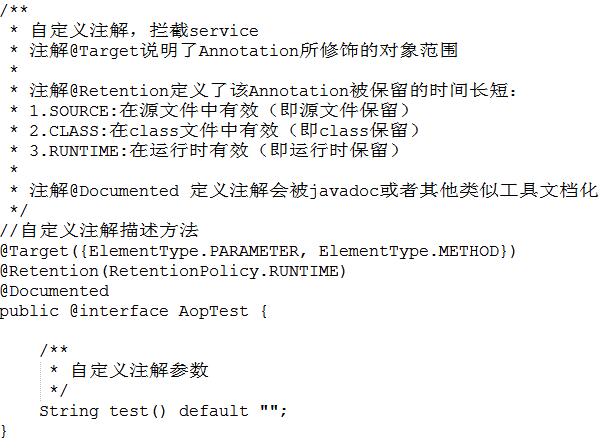 /**
 * 自定义注解，拦截service
 * 注解@Target说明了Annotation所修饰的对象范围
 *
 * 注解@Retention定义了该Annotation被保留的时间长短：
 * 1.SOURCE:在源文件中有效（即源文件保留）
 * 2.CLASS:在class文件中有效（即class保留）
 * 3.RUNTIME:在运行时有效（即运行时保留）
 *
 * 注解@Documented 定义注解会被javadoc或者其他类似工具文档化
 */
//自定义注解描述方法
@Target({ElementType.PARAMETER, ElementType.METHOD})
@Retention(RetentionPolicy.RUNTIME)
@Documented
public @interface AopTest {
    /**
     * 自定义注解参数
     */
    String test() default "";
}